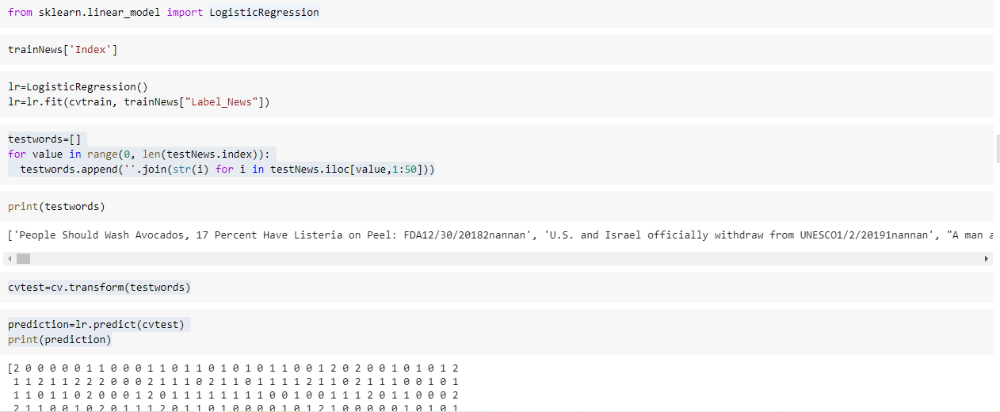 from sklearn.linear_model import LogisticRegression
trainNews['Index']
lr=LogisticRegression()
lr=lr.fit(cvtrain, trainNews["Label_News"])
testwords=[]
for value in range(0, len(testNews.index)):
  testwords.append(''.join(str(i) for i in testNews.iloc[value,1:50]))
print(testwords)
['People Should Wash Avocados, 17 Percent Have Listeria on Peel: FDA12/30/20182nannan', 'U.S. and Israel officially withdraw from UNESCO1/2/20191nannan', "A man a
cvtest=cv.transform(testwords)
prediction=lr.predict(cvtest)
print(prediction)
[2 0 0 0 0 0 1 1 0 0 0 1 1 0 1 1 0 1 0 1 0 1 1 0 0 1 2 0 2 0 0 1 0 1 0 1 2
1 1 2 1 1 2 2 2 0 0 0 2 1 1 1 0 2 1 1 0 1 1 1 1 2 1 1 0 2 1 1 1 0 0 1 0 1
1 1 0 1 1 0 2 0 0 0 1 2 0 1 1 1 1 1 1 1 1 0 0 1 0 0 1 1 1 2 0 1 1 0 0 0 2
2 1 1 0 0 1 0 2 0 1 1 1 2 0 1 1 0 1 0 0 0 0 1 0 1 2 1 0 0 0 0 0 1 0 1 0 1